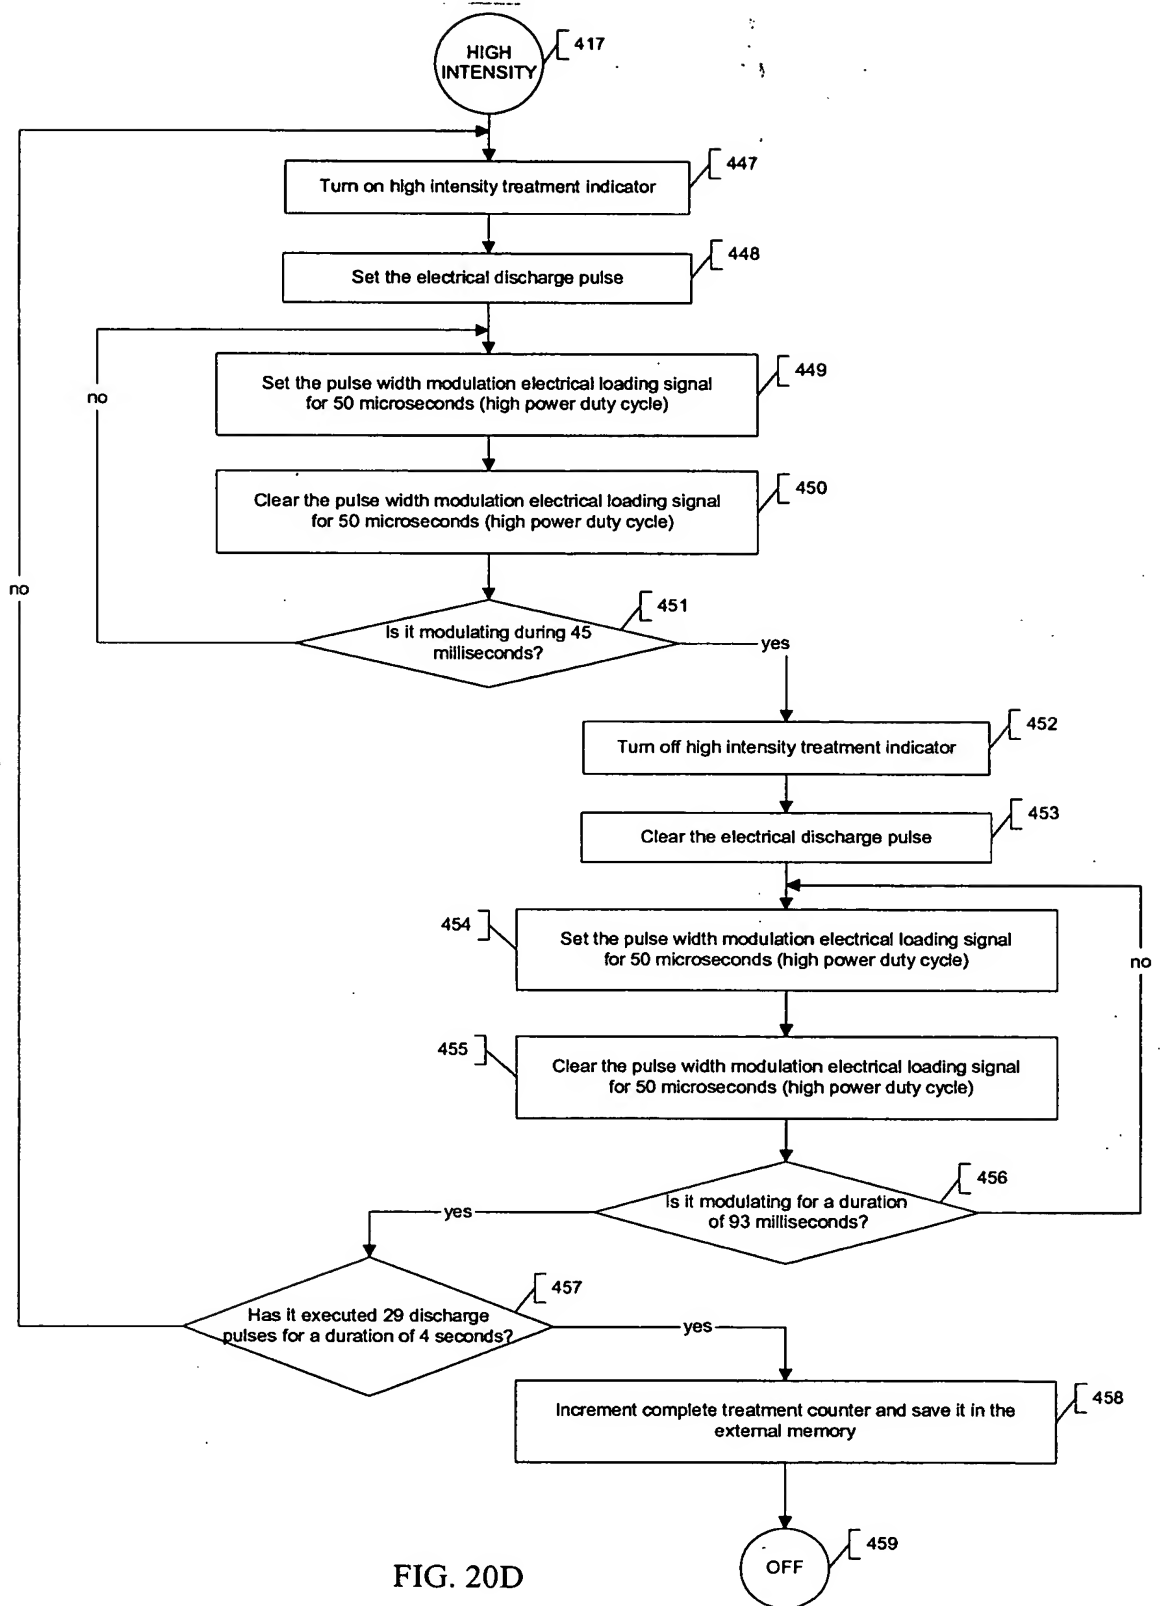 HIGH
INTENSITY
417
Turn on high intensity treatment indicator
447
Set the electrical discharge pulse
448
Set the pulse width modulation electrical loading signal
for 50 microseconds (high power duty cycle)
449
no
Clear the pulse width modulation electrical loading signal
for 50 microseconds (high power duty cycle)
450
no
Is it modulating during 45
milliseconds?
451
yes
Turn off high intensity treatment indicator
452
Clear the electrical discharge pulse
453
454
Set the pulse width modulation electrical loading signal
for 50 microseconds (high power duty cycle)
no
455
Clear the pulse width modulation electrical loading signal
for 50 microseconds (high power duty cycle)
Is it modulating for a duration
of 93 milliseconds?
456
yes
Has it executed 29 discharge
pulses for a duration of 4 seconds?
457
yes
Increment complete treatment counter and save it in the
external memory
458
OFF
459
FIG. 20D